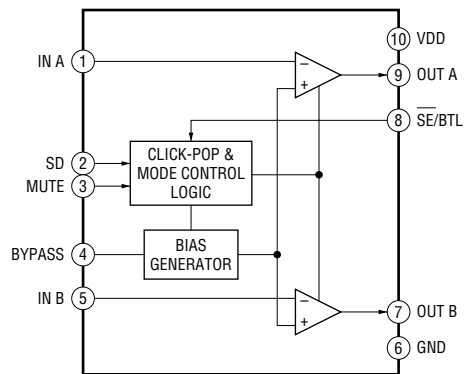 10 VDD
IN A 1
−
+
9 OUT A
8 S̅E̅/BTL
SD 2
MUTE 3
CLICK-POP &
MODE CONTROL
LOGIC
BYPASS 4
BIAS
GENERATOR
IN B 5
−
+
7 OUT B
6 GND